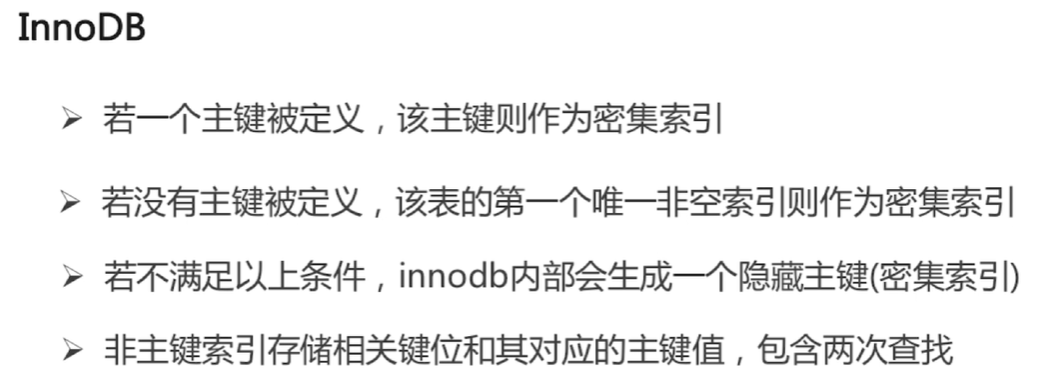 InnoDB
➢ 若一个主键被定义，该主键则作为密集索引
➢ 若没有主键被定义，该表的第一个唯一非空索引则作为密集索引
➢ 若不满足以上条件，innodb内部会生成一个隐藏主键(密集索引)
➢ 非主键索引存储相关键位和其对应的主键值，包含两次查找